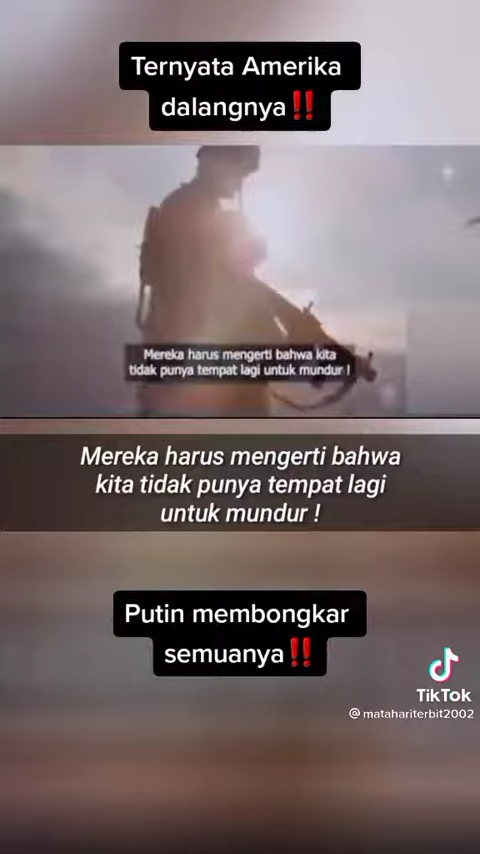 Ternyata Amerika
dalangnya‼️
Mereka harus mengerti bahwa kita
tidak punya tempat lagi untuk mundur !
Mereka harus mengerti bahwa
kita tidak punya tempat lagi
untuk mundur !
Putin membongkar
semuanya‼️
TikTok
@matahariterbit2002